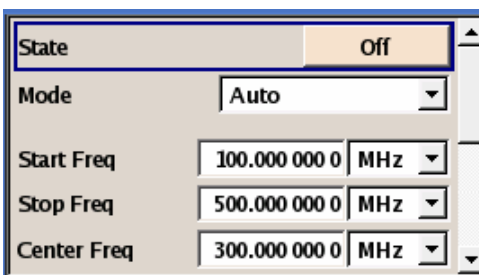 State Off
Mode Auto
Start Freq 100.000 000 0 MHz
Stop Freq 500.000 000 0 MHz
Center Freq 300.000 000 0 MHz